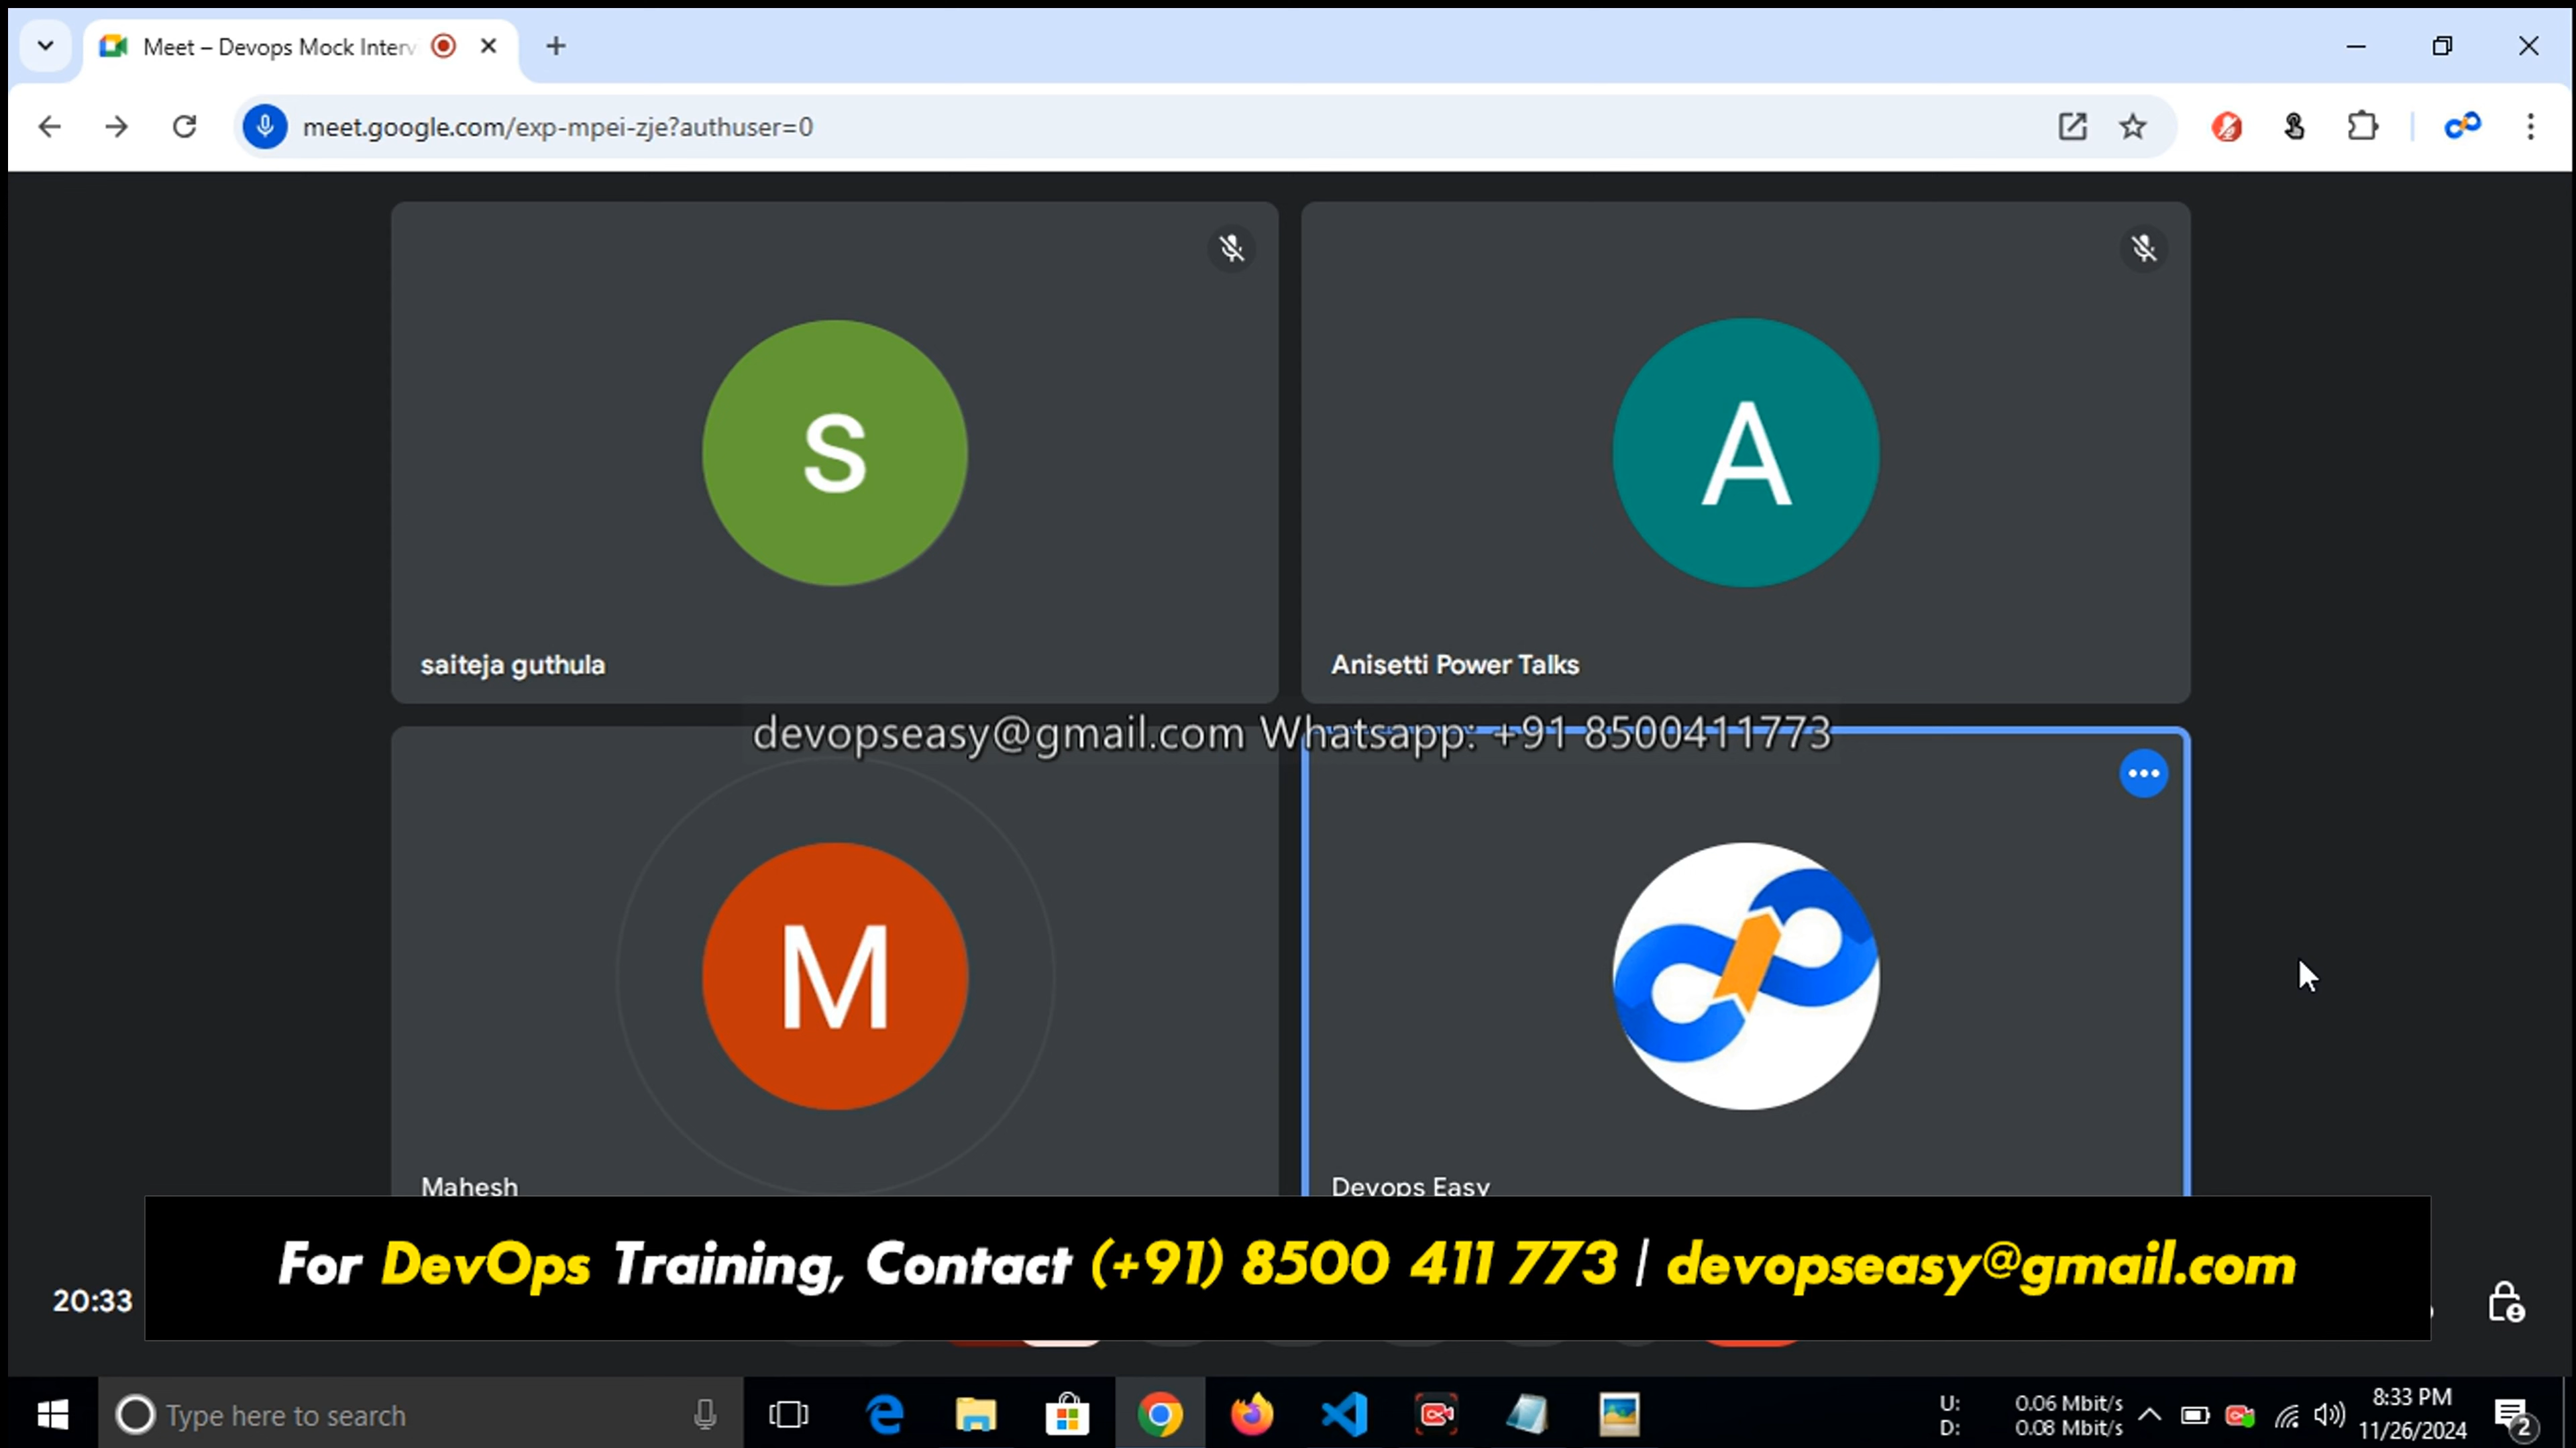 Meet – Devops Mock Interv
meet.google.com/exp-mpei-zje?authuser=0
S
A
saiteja guthula
Anisetti Power Talks
devopseasy@gmail.com Whatsapp: +91 8500411773
M
Mahesh
Devops Easy
For DevOps Training, Contact (+91) 8500 411 773 | devopseasy@gmail.com
20:33
Type here to search
U: 0.06 Mbit/s
D: 0.08 Mbit/s
8:33 PM
11/26/2024
2